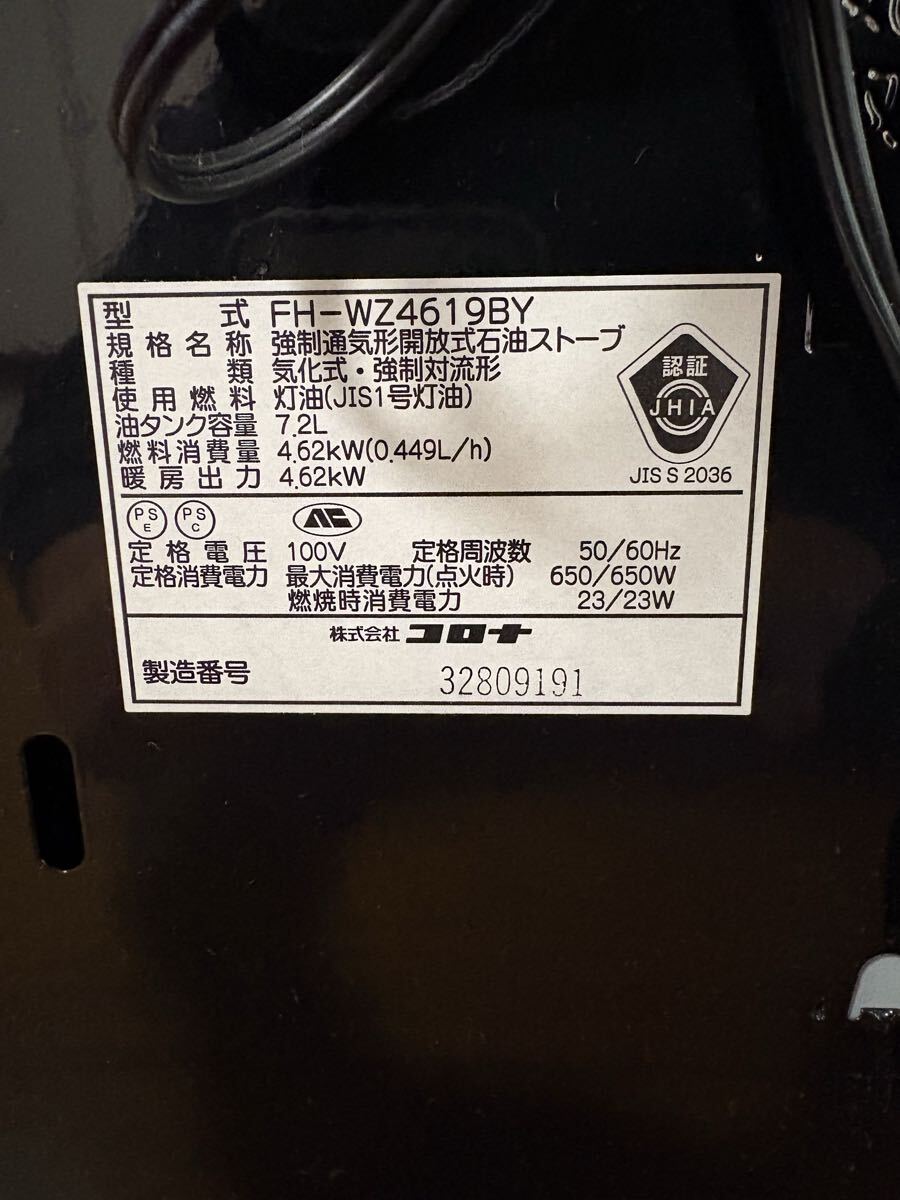 型式 FH-WZ4619BY
規格名称 強制通気形開放式石油ストーブ
種類 気化式・強制対流形
使用燃料 灯油(JIS1号灯油)
油タンク容量 7.2L
燃料消費量 4.62kW(0.449L/h)
暖房出力 4.62kW
認証
JHIA
JIS S 2036
PS E PS C
定格電圧 100V 定格周波数 50/60Hz
定格消費電力 最大消費電力(点火時) 650/650W
燃焼時消費電力 23/23W
株式会社 コロナ
製造番号 32809191